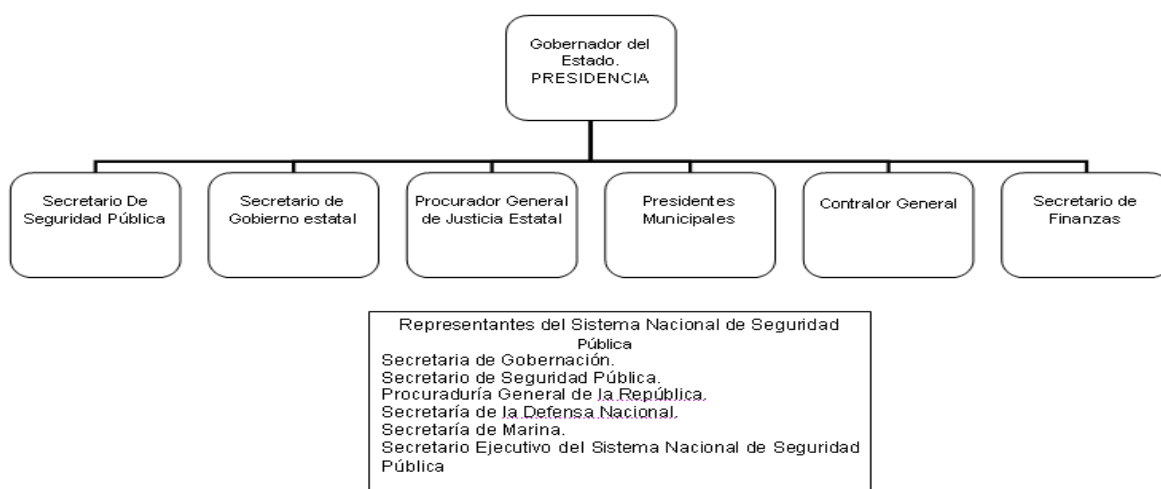 Gobernador del
Estado.
PRESIDENCIA
Secretario De
Seguridad Pública
Secretario de
Gobierno estatal
Procurador General
de Justicia Estatal
Presidentes
Municipales
Contralor General
Secretario de
Finanzas
Representantes del Sistema Nacional de Seguridad
Pública
Secretaria de Gobernación.
Secretario de Seguridad Pública.
Procuraduría General de la República.
Secretaría de la Defensa Nacional.
Secretaría de Marina.
Secretario Ejecutivo del Sistema Nacional de Seguridad
Pública